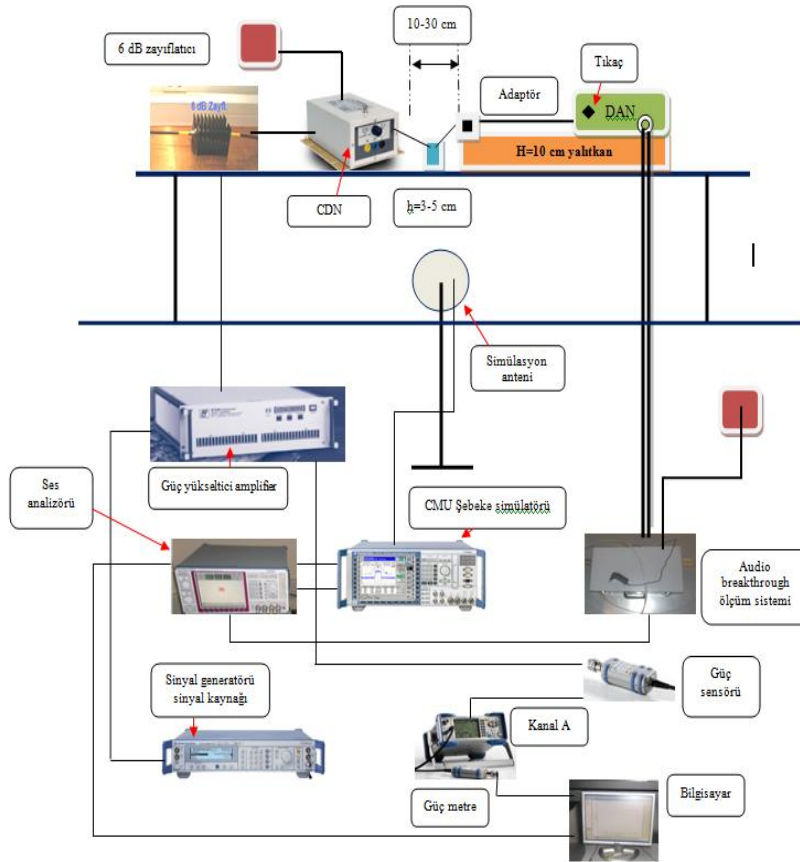 6 dB zayıflatıcı
10-30 cm
Tıkaç
6 dB Zayfl.
Adaptör
DAN
H=10 cm yalıtkan
CDN
h=3-5 cm
Simülasyon
anteni
Ses
analizörü
Güç yükseltici amplifier
CMU Şebeke simülatörü
Audio
breakthrough
ölçüm sistemi
Sinyal generatörü
sinyal kaynağı
Güç
sensörü
Kanal A
Güç metre
Bilgisayar